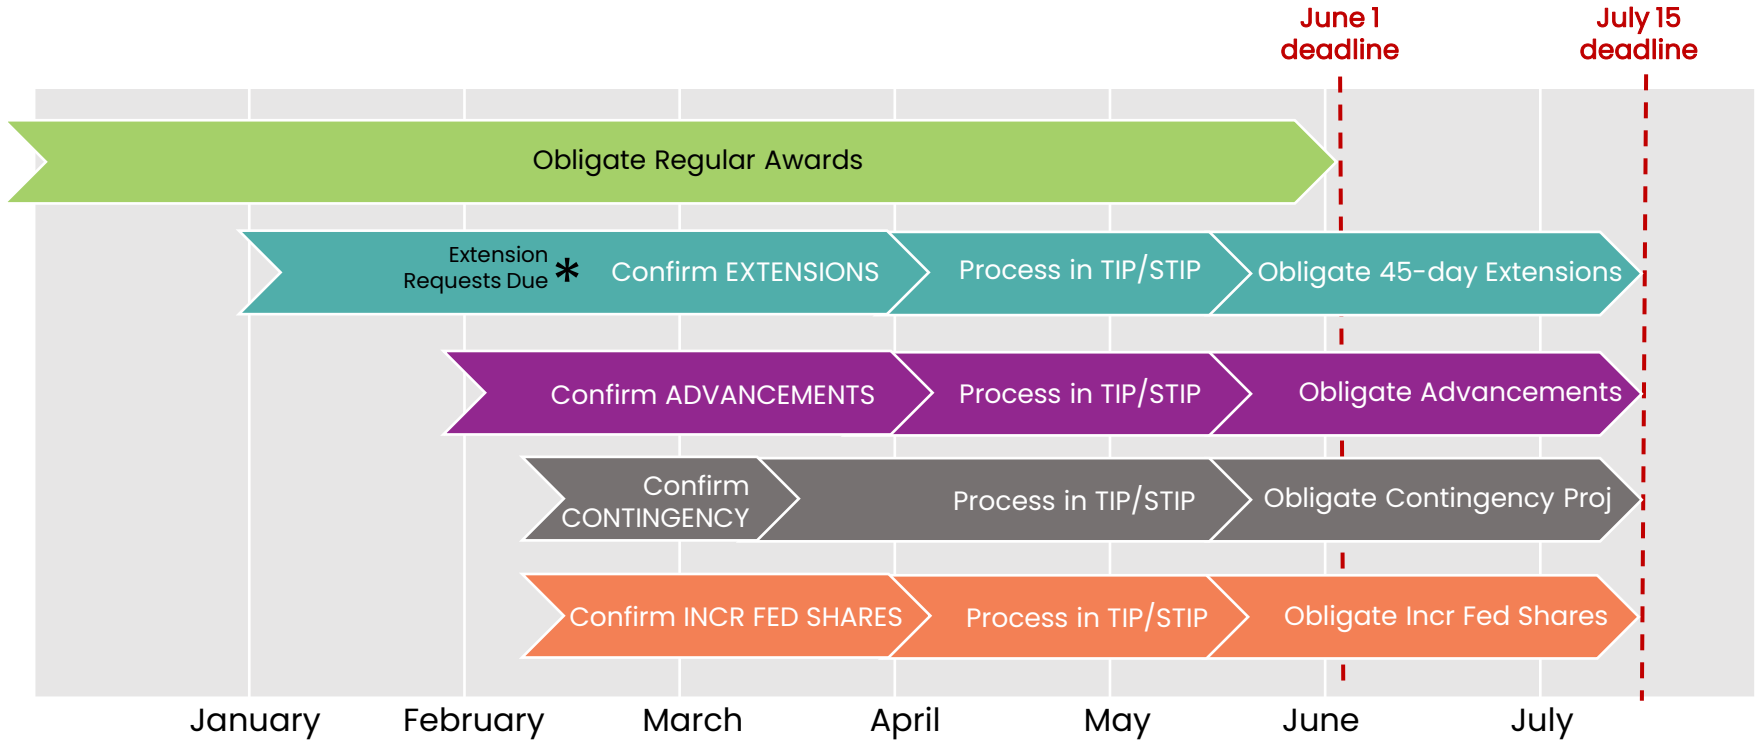 June 1
deadline
July 15
deadline
Obligate Regular Awards
Extension
Requests Due *
Confirm EXTENSIONS
Process in TIP/STIP
Obligate 45-day Extensions
Confirm ADVANCEMENTS
Process in TIP/STIP
Obligate Advancements
Confirm
CONTINGENCY
Process in TIP/STIP
Obligate Contingency Proj
Confirm INCR FED SHARES
Process in TIP/STIP
Obligate Incr Fed Shares
January
February
March
April
May
June
July